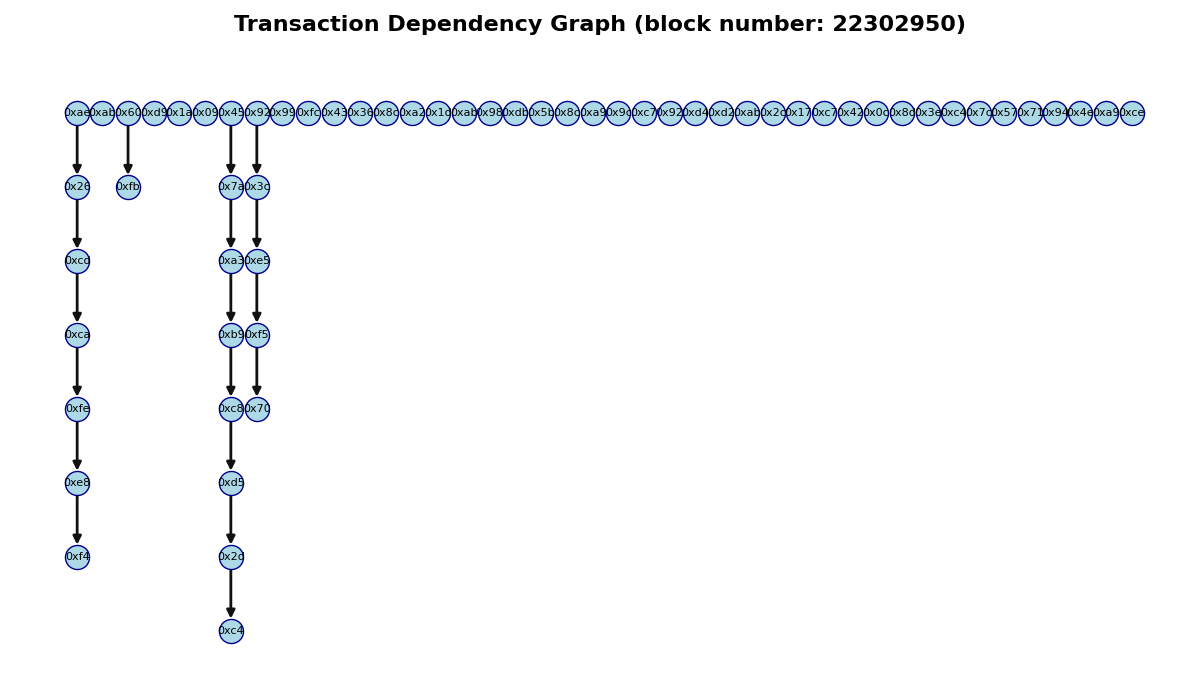 Transaction Dependency Graph (block number: 22302950)
0xae 0xab 0x60 0xd9 0x1a 0x09 0x45 0x92 0x99 0xfc 0x43 0x36 0x8c 0xa2 0x1d 0xab 0x98 0xdb 0x5b 0x8c 0xa9 0x9c 0xc7 0x92 0xd4 0xd2 0xab 0x2d 0x17 0xc7 0x42 0x0c 0x8d 0x3e 0xc4 0x7c 0x57 0x71 0x94 0x4e 0xa9 0xce
0x26 0xfb 0x7a 0x3c
0xcd 0xa3 0xe5
0xca 0xb9 0xf5
0xfe 0xc8 0x70
0xe8 0xd5
0xf4 0x2d
0xc4